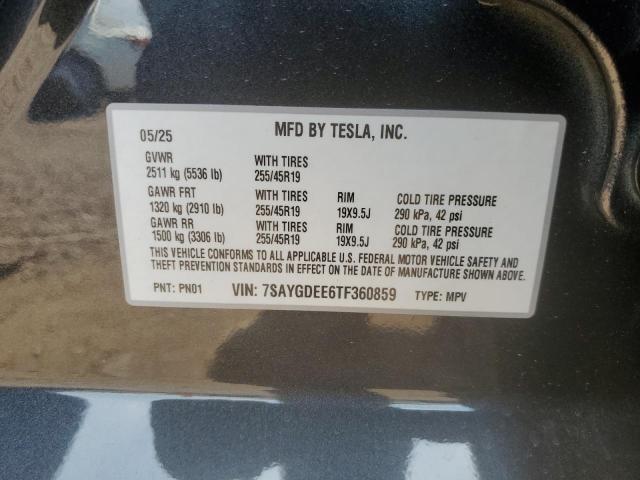 05/25 MFD BY TESLA, INC.
GVWR WITH TIRES
2511 kg (5536 lb) 255/45R19
GAWR FRT WITH TIRES RIM COLD TIRE PRESSURE
1320 kg (2910 lb) 255/45R19 19X9.5J 290 kPa, 42 psi
GAWR RR WITH TIRES RIM COLD TIRE PRESSURE
1500 kg (3306 lb) 255/45R19 19X9.5J 290 kPa, 42 psi
THIS VEHICLE CONFORMS TO ALL APPLICABLE U.S. FEDERAL MOTOR VEHICLE SAFETY AND
THEFT PREVENTION STANDARDS IN EFFECT ON THE DATE OF MANUFACTURE SHOWN ABOVE.
PNT: PN01 VIN: 7SAYGDEE6TF360859 TYPE: MPV